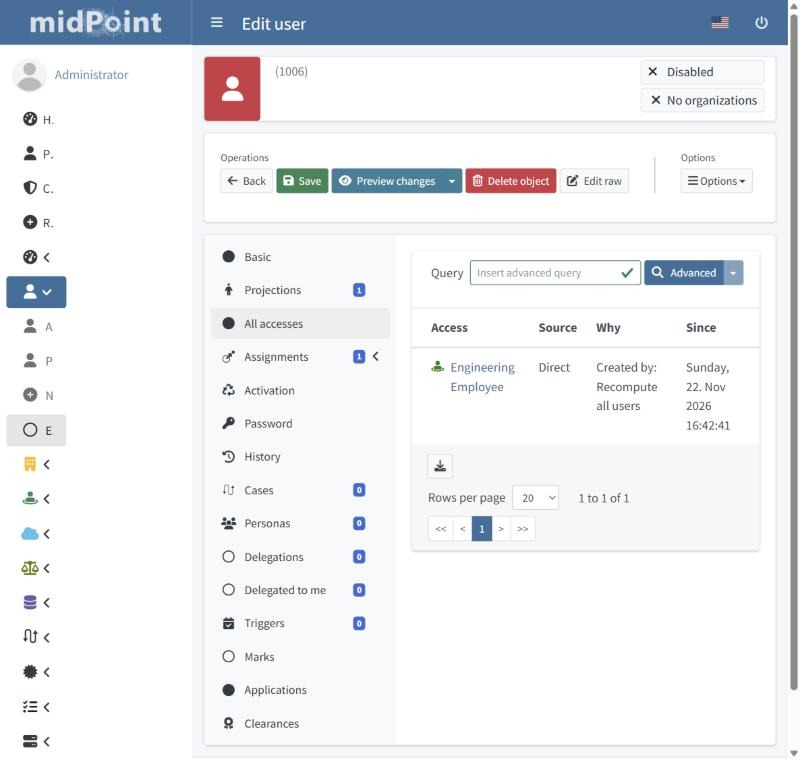 midPoint
Edit user
Administrator
H.
P.
C.
R.
A
P
N
E.
(1006)
Disabled
No organizations
Operations
Back
Save
Preview changes
Delete object
Edit raw
Options
Options
Basic
Projections 1
All accesses
Assignments 1
Activation
Password
History
Cases 0
Personas 0
Delegations 0
Delegated to me 0
Triggers 0
Marks
Applications
Clearances
Query Insert advanced query Advanced
Access Source Why Since
Engineering Direct Created by: Sunday,
Employee Recompute 22. Nov
all users 2026
16:42:41
Rows per page 20 1 to 1 of 1
<< < 1 > >>